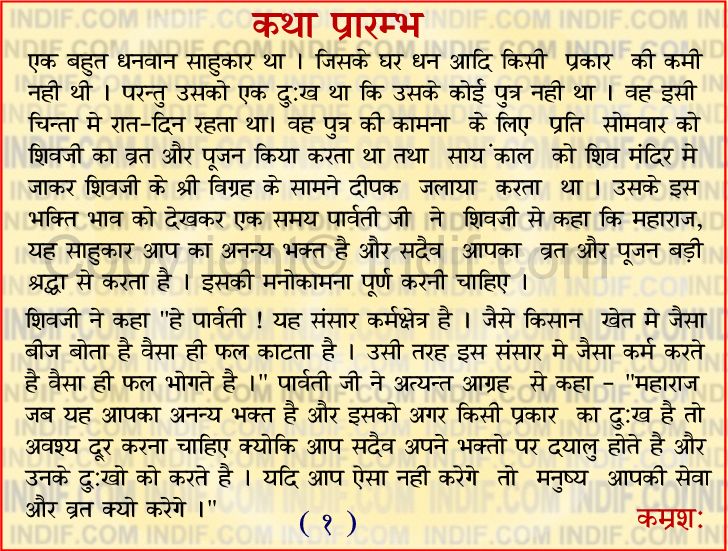 कथा प्रारम्भ
एक बहुत धनवान साहुकार था । जिसके घर धन आदि किसी प्रकार की कमी
नही थी । परन्तु उसको एक दु:ख था कि उसके कोई पुत्र नही था । वह इसी
चिन्ता मे रात-दिन रहता था। वह पुत्र की कामना के लिए प्रति सोमवार को
शिवजी का व्रत और पूजन किया करता था तथा सायंकाल को शिव मंदिर मे
जाकर शिवजी के श्री विग्रह के सामने दीपक जलाया करता था । उसके इस
भक्ति भाव को देखकर एक समय पार्वती जी ने शिवजी से कहा कि महाराज,
यह साहुकार आप का अनन्य भक्त है और सदैव आपका व्रत और पूजन बड़ी
श्रद्धा से करता है । इसकी मनोकामना पूर्ण करनी चाहिए ।
शिवजी ने कहा "हे पार्वती ! यह संसार कर्मक्षेत्र है । जैसे किसान खेत मे जैसा
बीज बोता है वैसा ही फल काटता है । उसी तरह इस संसार मे जैसा कर्म करते
है वैसा ही फल भोगते है ।" पार्वती जी ने अत्यन्त आग्रह से कहा - "महाराज
जब यह आपका अनन्य भक्त है और इसको अगर किसी प्रकार का दु:ख है तो
अवश्य दूर करना चाहिए क्योकि आप सदैव अपने भक्तो पर दयालु होते है और
उनके दु:खो को करते है । यदि आप ऐसा नही करेगे तो मनुष्य आपकी सेवा
और व्रत क्यो करेगे ।"
( १ ) कम्रश:
Copyright © indif.com